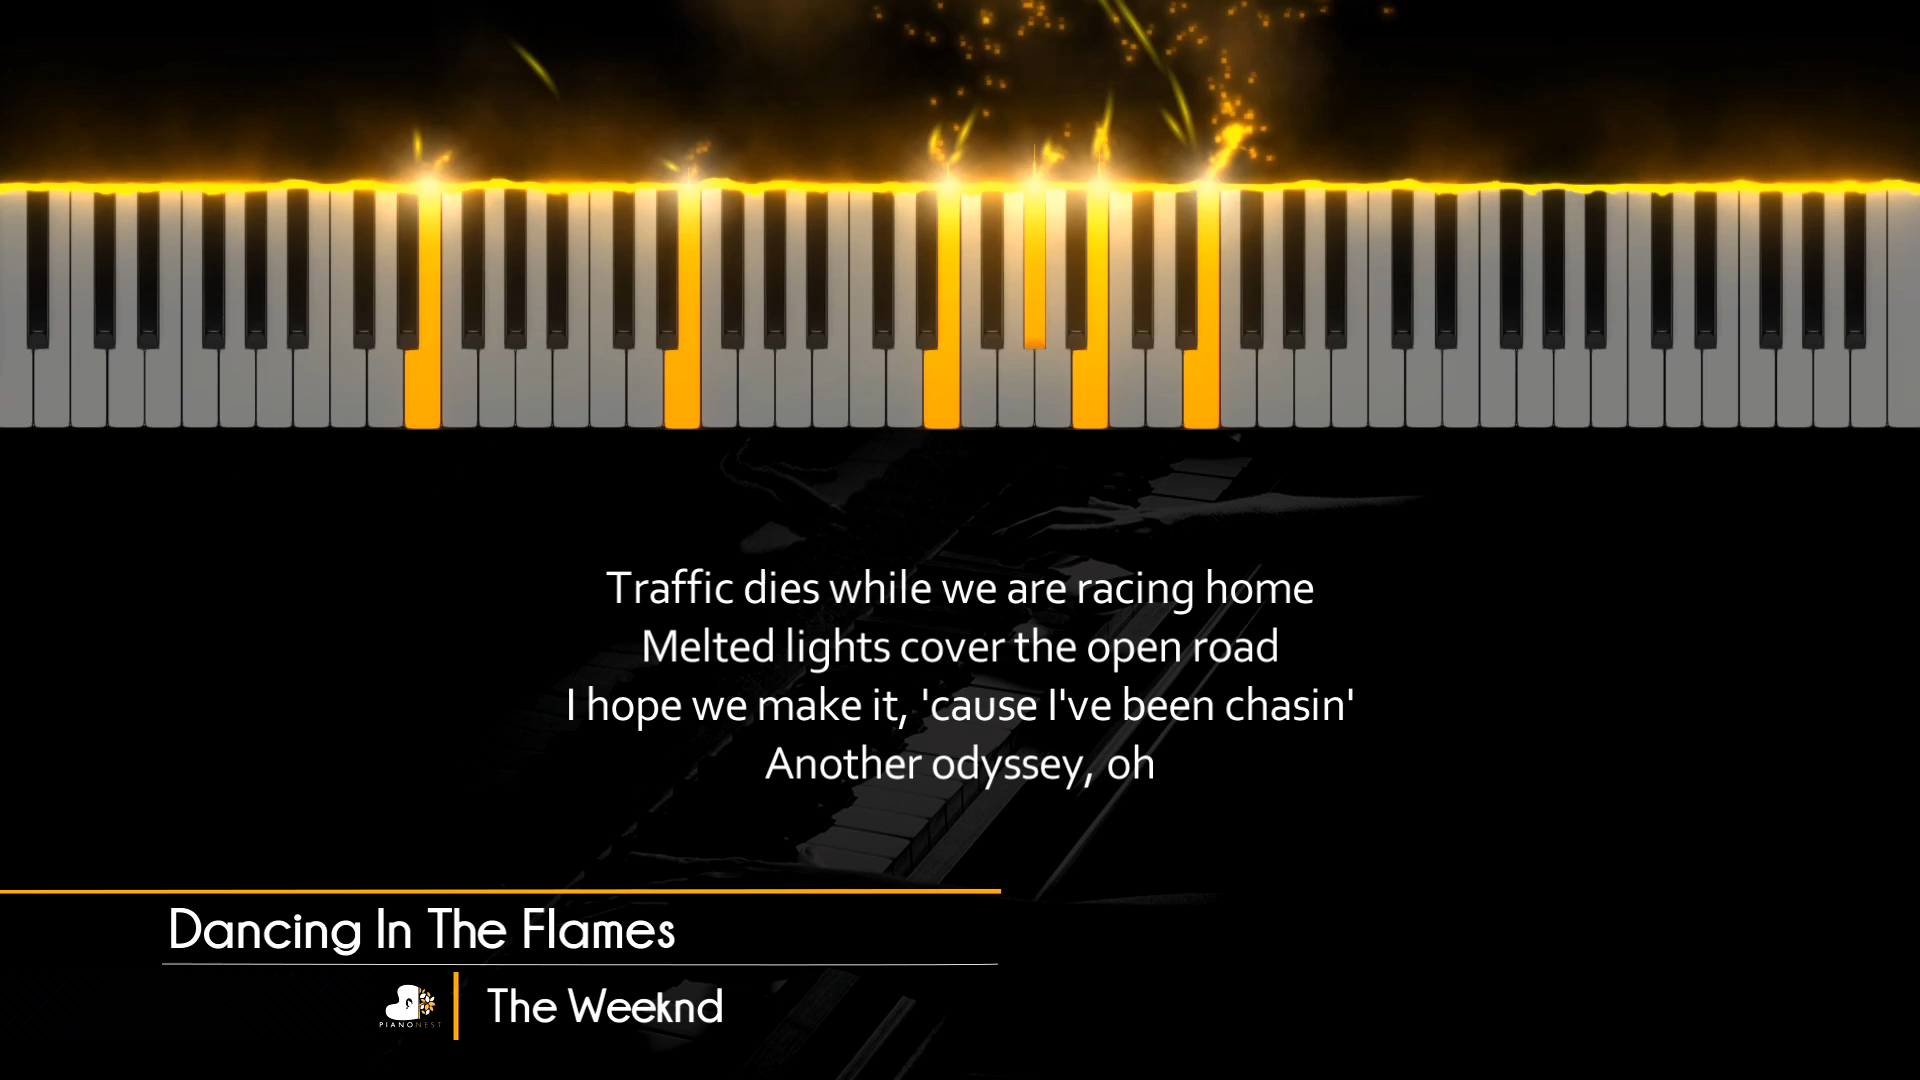 Traffic dies while we are racing home
Melted lights cover the open road
I hope we make it, 'cause I've been chasin'
Another odyssey, oh
Dancing In The Flames
PIANONEST
The Weeknd